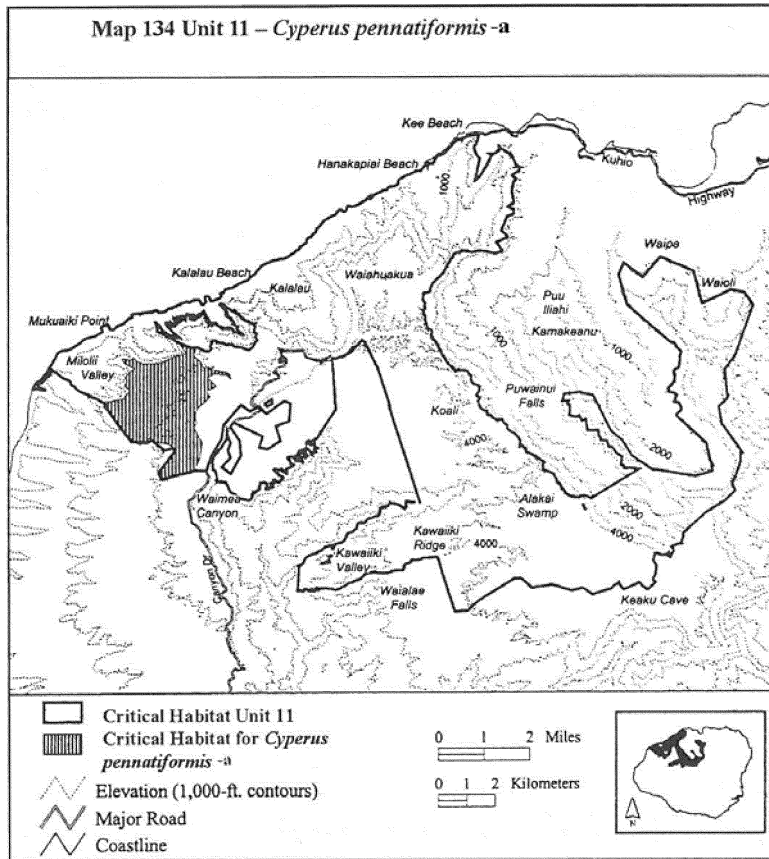 Map 134 Unit 11 – Cyperus pennatiformis -a
Kee Beach
Hanakapiai Beach
Kuhio
Highway
1000
Waipa
Kalalau Beach
Kalalau
Waiahuakua
Waioli
Mukuaiki Point
Puu
Iliahi
Kamakeanu
1000
1000
Milolii
Valley
Puwainui
Falls
Koali
4000
2000
Waimea
Canyon
Alakai
Swamp
2000
Kawaiiki
Ridge
4000
4000
Kawaiiki
Valley
Waialae
Falls
Keaku Cave
Critical Habitat Unit 11
Critical Habitat for Cyperus
pennatiformis -a
Elevation (1,000-ft. contours)
Major Road
Coastline
0 1 2 Miles
0 1 2 Kilometers
N